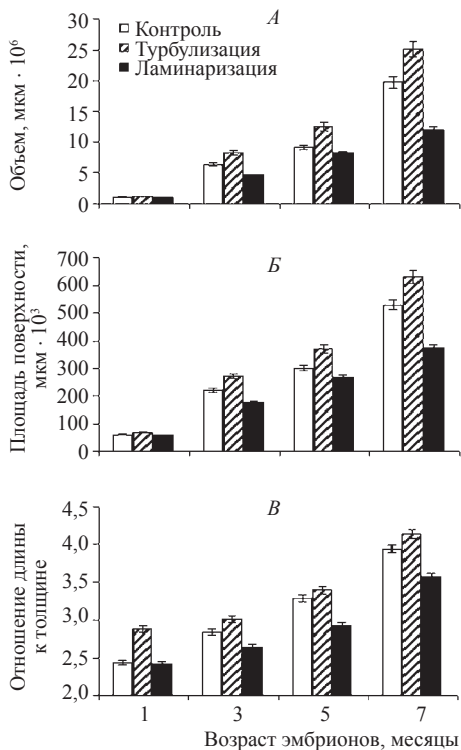 А
Контроль
Турбулизация
Ламинаризация
Объем, мкм · 10⁶
30
25
20
15
10
5
0
Б
Площадь поверхности,
мкм · 10³
700
600
500
400
300
200
100
0
В
Отношение длины
к толщине
4,5
4,0
3,5
3,0
2,5
2,0
1 3 5 7
Возраст эмбрионов, месяцы